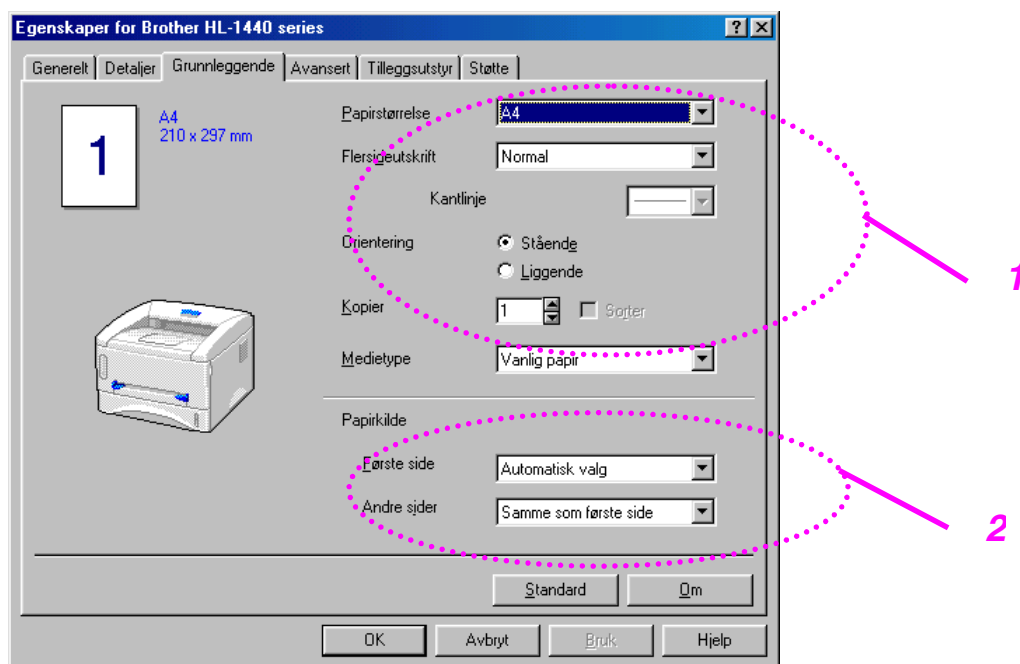 Egenskaper for Brother HL-1440 series
Generelt Detaljer Grunnleggende Avansert Tilleggsutstyr Støtte
1
A4
210 x 297 mm
Papirstørrelse A4
Flersideutskrift Normal
Kantlinje
Orientering Stående
Liggende
Kopier 1 Sorter
Medietype Vanlig papir
Papirkilde
Første side Automatisk valg
Andre sider Samme som første side
Standard Om
OK Avbryt Bruk Hjelp
1
2